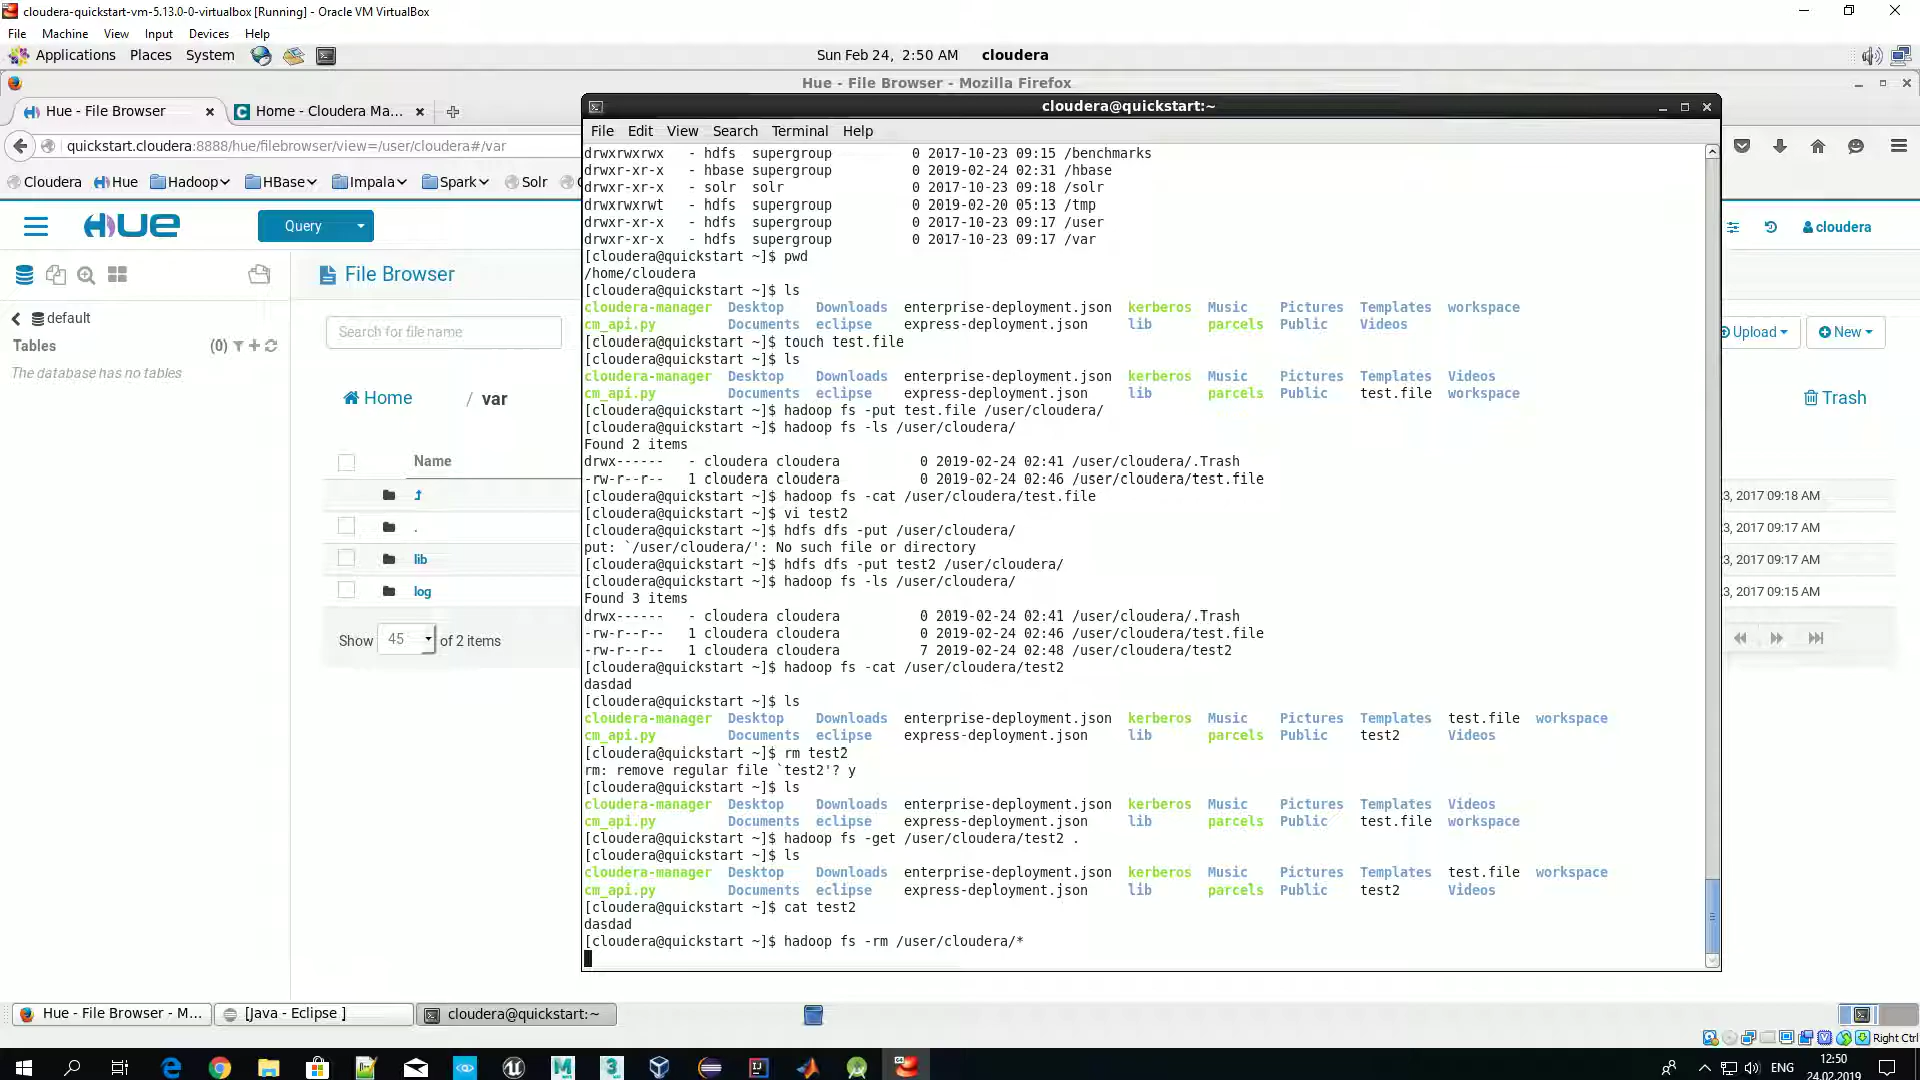 cloudera-quickstart-vm-5.13.0-0-virtualbox [Running] - Oracle VM VirtualBox
File Machine View Input Devices Help
Applications Places System Sun Feb 24, 2:50 AM cloudera
Hue - File Browser - Mozilla Firefox
Hue - File Browser Home - Cloudera Ma...
quickstart.cloudera:8888/hue/filebrowser/view=/user/cloudera#/var
Cloudera Hue Hadoop HBase Impala Spark Solr
HUE Query cloudera
File Browser
default
Search for file name
Upload New
Tables (0)
The database has no tables
Home / var Trash
Name
3, 2017 09:18 AM
. 3, 2017 09:17 AM
lib 3, 2017 09:17 AM
log 3, 2017 09:15 AM
Show 45 of 2 items
cloudera@quickstart:~
File Edit View Search Terminal Help
drwxrwxrwx   - hdfs  supergroup          0 2017-10-23 09:15 /benchmarks
drwxr-xr-x   - hbase supergroup          0 2019-02-24 02:31 /hbase
drwxr-xr-x   - solr  solr                0 2017-10-23 09:18 /solr
drwxrwxrwt   - hdfs  supergroup          0 2019-02-20 05:13 /tmp
drwxr-xr-x   - hdfs  supergroup          0 2017-10-23 09:17 /user
drwxr-xr-x   - hdfs  supergroup          0 2017-10-23 09:17 /var
[cloudera@quickstart ~]$ pwd
/home/cloudera
[cloudera@quickstart ~]$ ls
cloudera-manager  Desktop    Downloads  enterprise-deployment.json  kerberos  Music    Pictures  Templates  workspace
cm_api.py         Documents  eclipse    express-deployment.json     lib       parcels  Public    Videos
[cloudera@quickstart ~]$ touch test.file
[cloudera@quickstart ~]$ ls
cloudera-manager  Desktop    Downloads  enterprise-deployment.json  kerberos  Music    Pictures  Templates  Videos
cm_api.py         Documents  eclipse    express-deployment.json     lib       parcels  Public    test.file  workspace
[cloudera@quickstart ~]$ hadoop fs -put test.file /user/cloudera/
[cloudera@quickstart ~]$ hadoop fs -ls /user/cloudera/
Found 2 items
drwx------   - cloudera cloudera          0 2019-02-24 02:41 /user/cloudera/.Trash
-rw-r--r--   1 cloudera cloudera          0 2019-02-24 02:46 /user/cloudera/test.file
[cloudera@quickstart ~]$ hadoop fs -cat /user/cloudera/test.file
[cloudera@quickstart ~]$ vi test2
[cloudera@quickstart ~]$ hdfs dfs -put /user/cloudera/
put: `/user/cloudera/': No such file or directory
[cloudera@quickstart ~]$ hdfs dfs -put test2 /user/cloudera/
[cloudera@quickstart ~]$ hadoop fs -ls /user/cloudera/
Found 3 items
drwx------   - cloudera cloudera          0 2019-02-24 02:41 /user/cloudera/.Trash
-rw-r--r--   1 cloudera cloudera          0 2019-02-24 02:46 /user/cloudera/test.file
-rw-r--r--   1 cloudera cloudera          7 2019-02-24 02:48 /user/cloudera/test2
[cloudera@quickstart ~]$ hadoop fs -cat /user/cloudera/test2
dasdad
[cloudera@quickstart ~]$ ls
cloudera-manager  Desktop    Downloads  enterprise-deployment.json  kerberos  Music    Pictures  Templates  test.file  workspace
cm_api.py         Documents  eclipse    express-deployment.json     lib       parcels  Public    test2      Videos
[cloudera@quickstart ~]$ rm test2
rm: remove regular file `test2'? y
[cloudera@quickstart ~]$ ls
cloudera-manager  Desktop    Downloads  enterprise-deployment.json  kerberos  Music    Pictures  Templates  Videos
cm_api.py         Documents  eclipse    express-deployment.json     lib       parcels  Public    test.file  workspace
[cloudera@quickstart ~]$ hadoop fs -get /user/cloudera/test2 .
[cloudera@quickstart ~]$ ls
cloudera-manager  Desktop    Downloads  enterprise-deployment.json  kerberos  Music    Pictures  Templates  test.file  workspace
cm_api.py         Documents  eclipse    express-deployment.json     lib       parcels  Public    test2      Videos
[cloudera@quickstart ~]$ cat test2
dasdad
[cloudera@quickstart ~]$ hadoop fs -rm /user/cloudera/*
Hue - File Browser - M... [Java - Eclipse ] cloudera@quickstart:~
Right Ctrl
ENG 12:50
24.02.2019